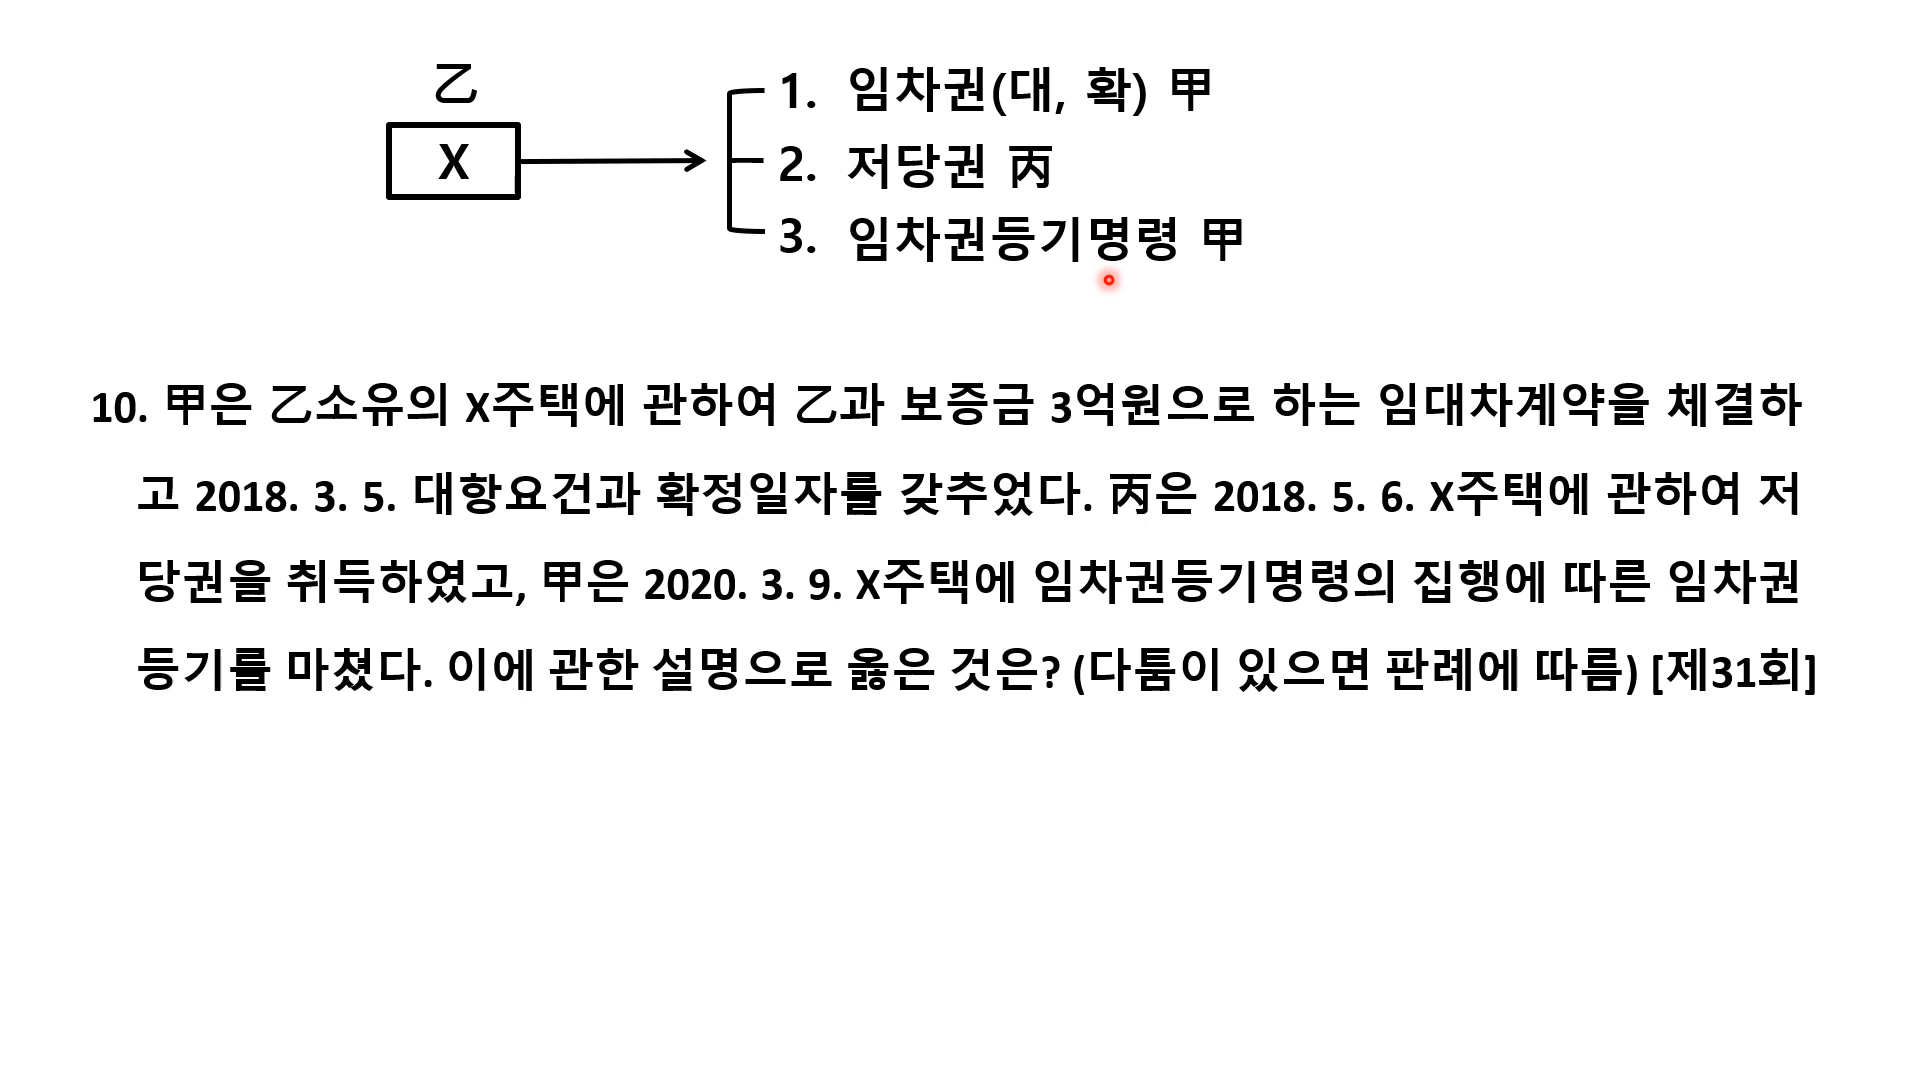 乙
X
1. 임차권(대, 확) 甲
2. 저당권 丙
3. 임차권등기명령 甲
10. 甲은 乙소유의 X주택에 관하여 乙과 보증금 3억원으로 하는 임대차계약을 체결하
고 2018. 3. 5. 대항요건과 확정일자를 갖추었다. 丙은 2018. 5. 6. X주택에 관하여 저
당권을 취득하였고, 甲은 2020. 3. 9. X주택에 임차권등기명령의 집행에 따른 임차권
등기를 마쳤다. 이에 관한 설명으로 옳은 것은? (다툼이 있으면 판례에 따름) [제31회]